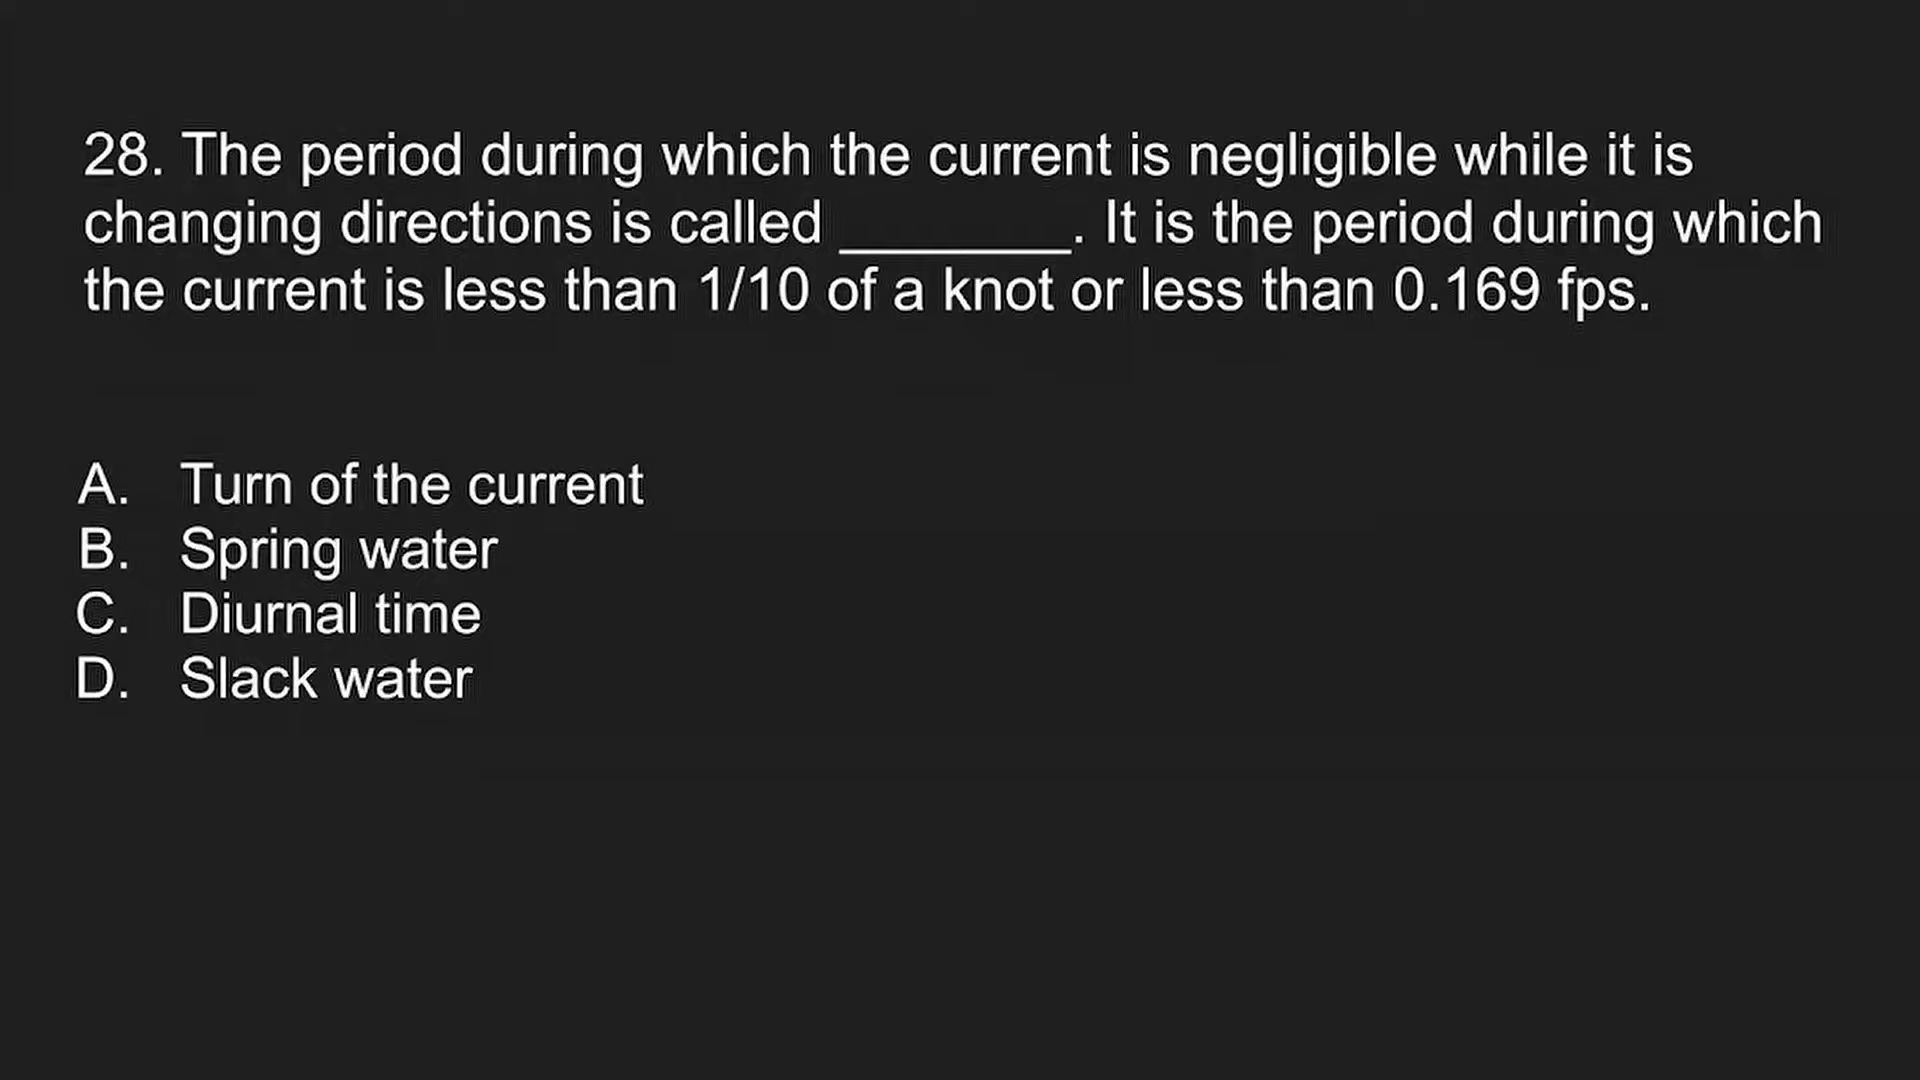 28. The period during which the current is negligible while it is
changing directions is called ________. It is the period during which
the current is less than 1/10 of a knot or less than 0.169 fps.
A. Turn of the current
B. Spring water
C. Diurnal time
D. Slack water